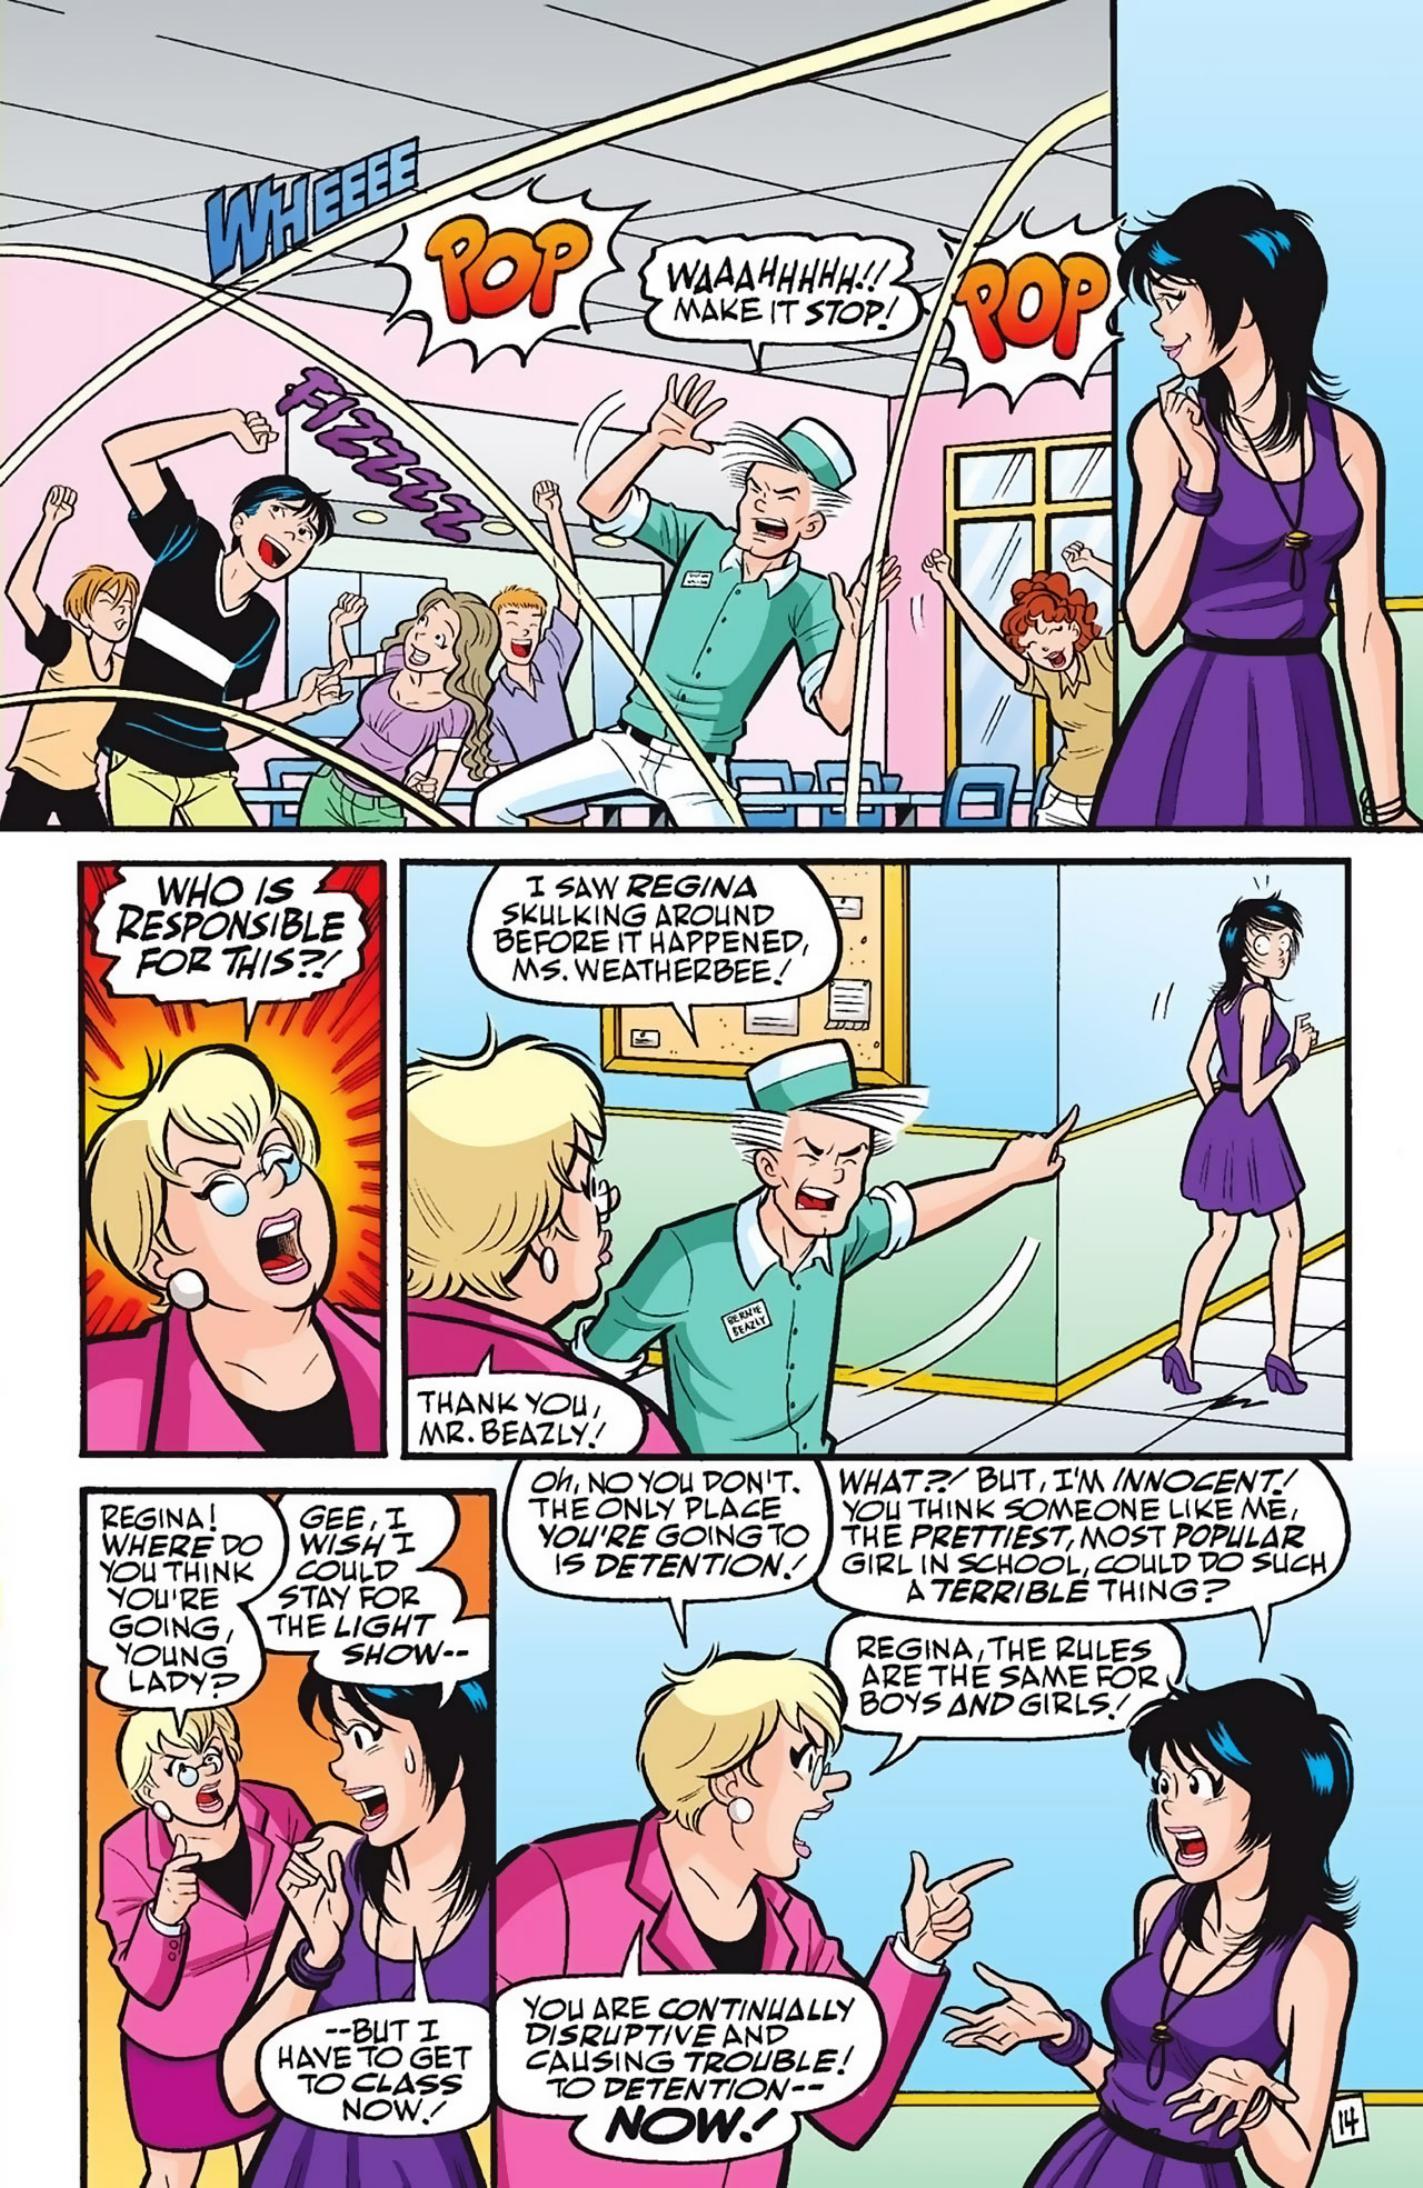 WHEEEE
POP
WAAAHHHHH!!
MAKE IT STOP!
POP
FIZZZZ
WHO IS
RESPONSIBLE
FOR THIS?!
I SAW REGINA
SKULKING AROUND
BEFORE IT HAPPENED,
MS. WEATHERBEE!
BERNIE
BEAZLY
THANK YOU,
MR. BEAZLY!
REGINA!
WHERE DO
YOU THINK
YOU'RE
GOING,
YOUNG
LADY?
GEE, I
WISH I
COULD
STAY FOR
THE LIGHT
SHOW--
--BUT I
HAVE TO GET
TO CLASS
NOW!
Oh, NO YOU DON'T.
THE ONLY PLACE
YOU'RE GOING TO
IS DETENTION!
WHAT?! BUT, I'M INNOCENT!
YOU THINK SOMEONE LIKE ME,
THE PRETTIEST, MOST POPULAR
GIRL IN SCHOOL, COULD DO SUCH
A TERRIBLE THING?
REGINA, THE RULES
ARE THE SAME FOR
BOYS AND GIRLS!
YOU ARE CONTINUALLY
DISRUPTIVE AND
CAUSING TROUBLE!
TO DETENTION--
NOW!
14